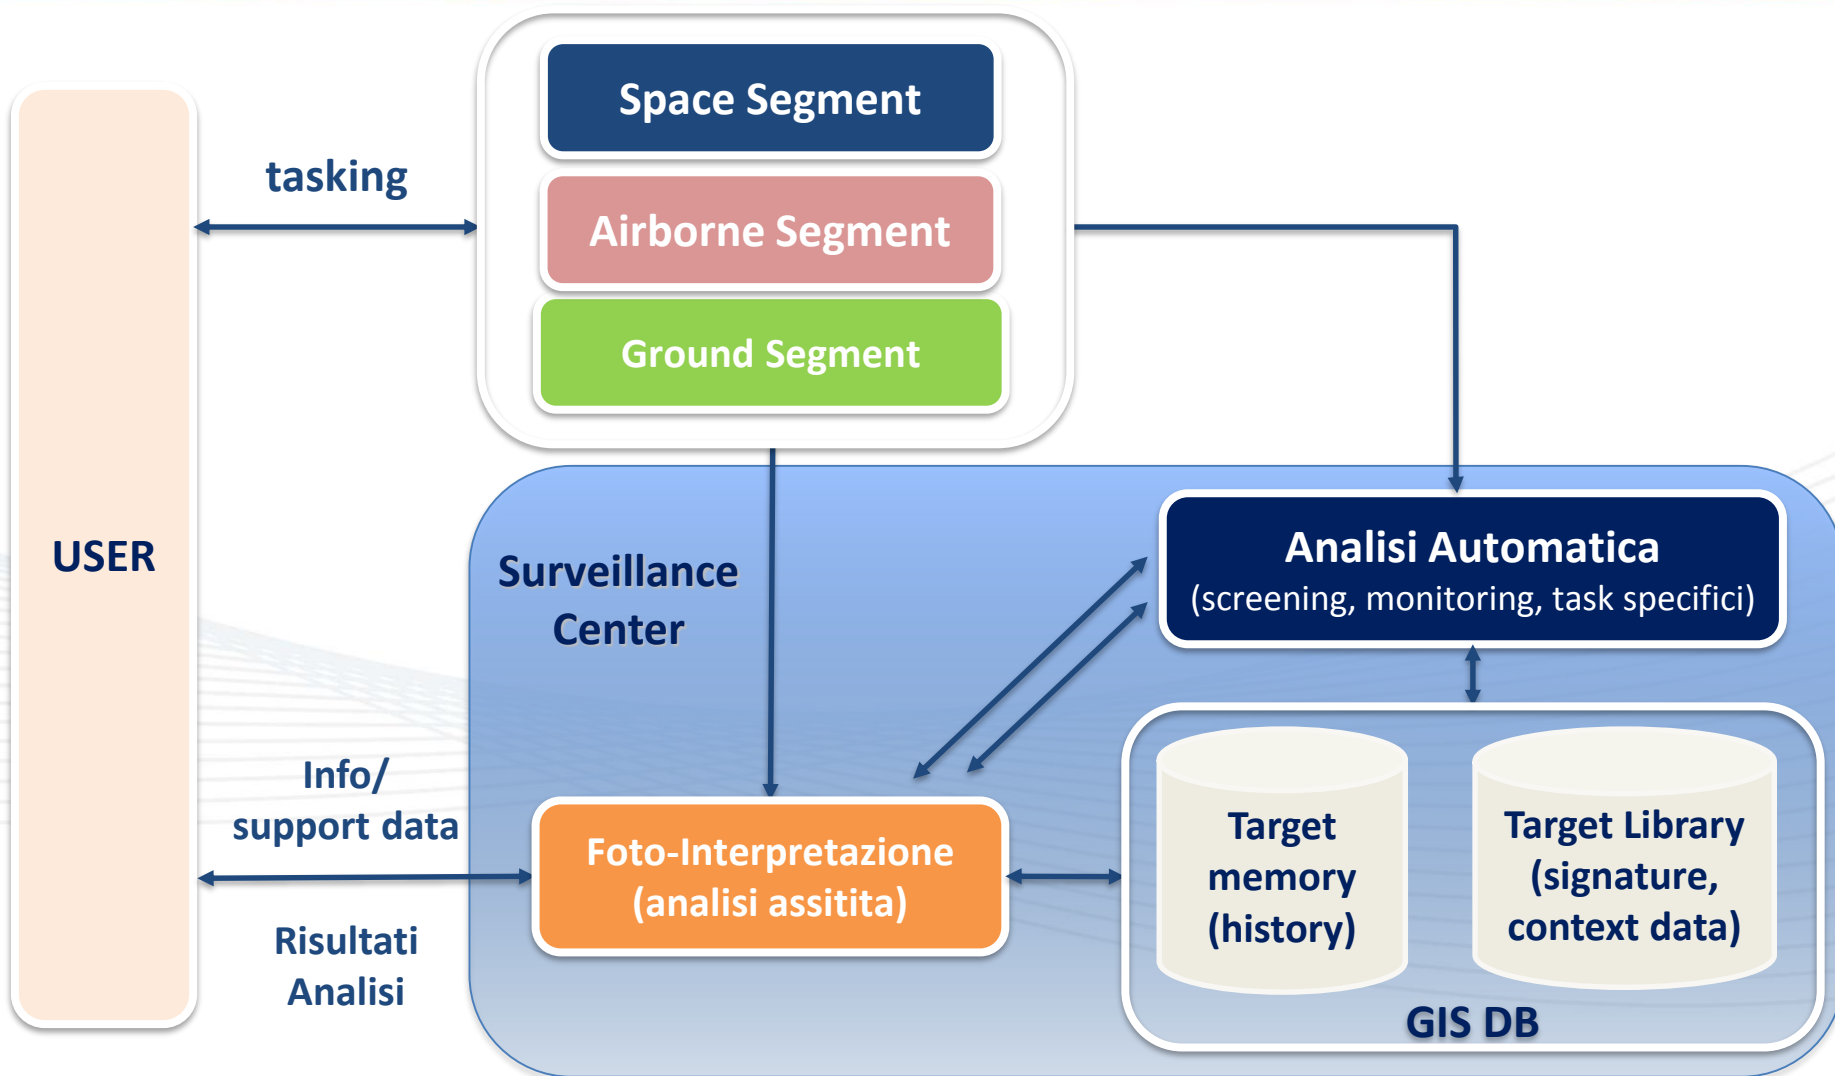 Space Segment
tasking
Airborne Segment
Ground Segment
USER
Surveillance
Center
Analisi Automatica
(screening, monitoring, task specifici)
Info/
support data
Foto-Interpretazione
(analisi assitita)
Risultati
Analisi
Target
memory
(history)
Target Library
(signature,
context data)
GIS DB